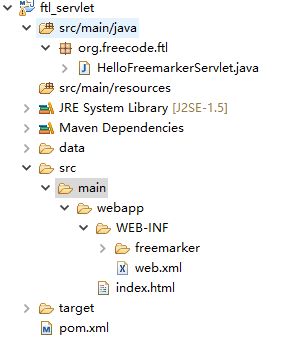 ftl_servlet
src/main/java
org.freecode.ftl
HelloFreemarkerServlet.java
src/main/resources
JRE System Library [J2SE-1.5]
Maven Dependencies
data
src
main
webapp
WEB-INF
freemarker
web.xml
index.html
target
pom.xml